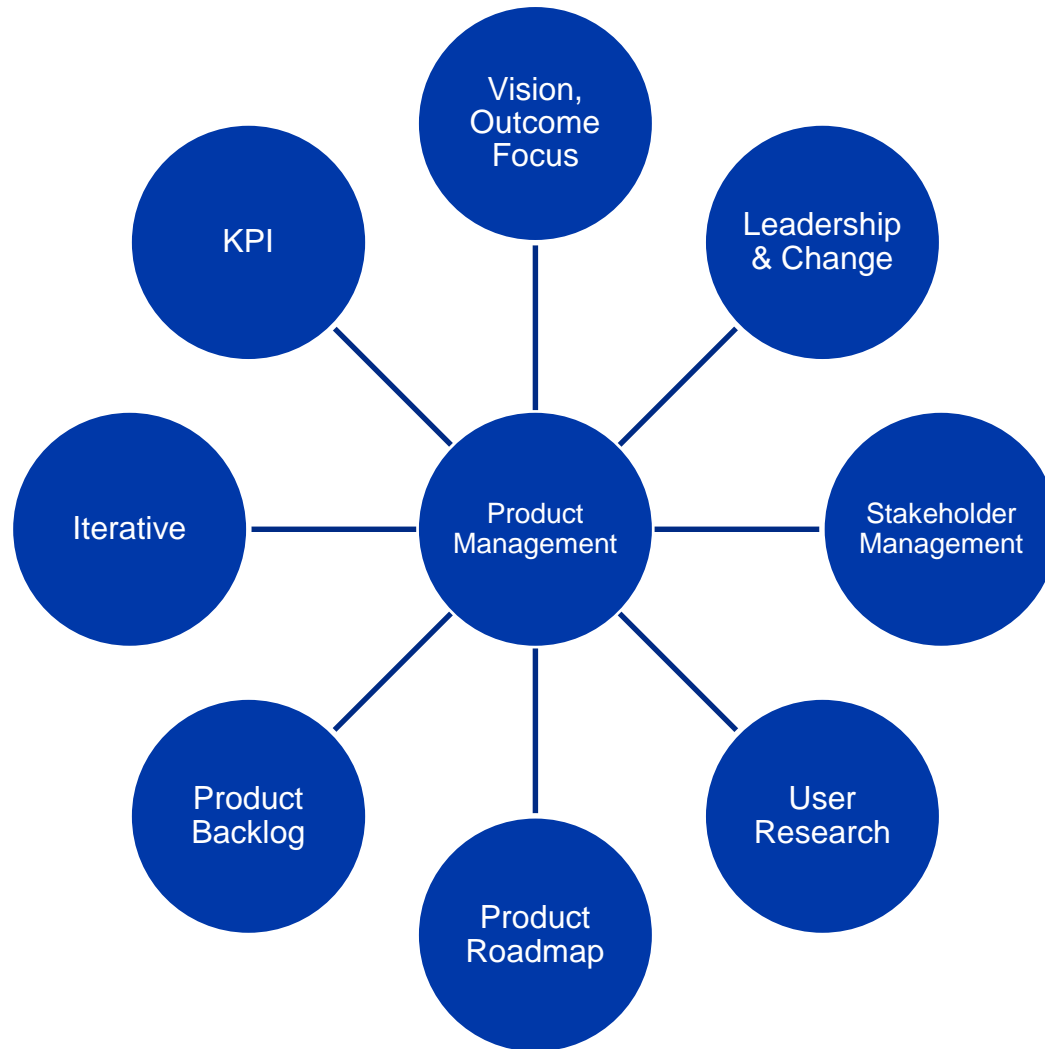 Vision,
Outcome
Focus
Leadership
& Change
Stakeholder
Management
User
Research
Product
Roadmap
Product
Backlog
Iterative
KPI
Product
Management